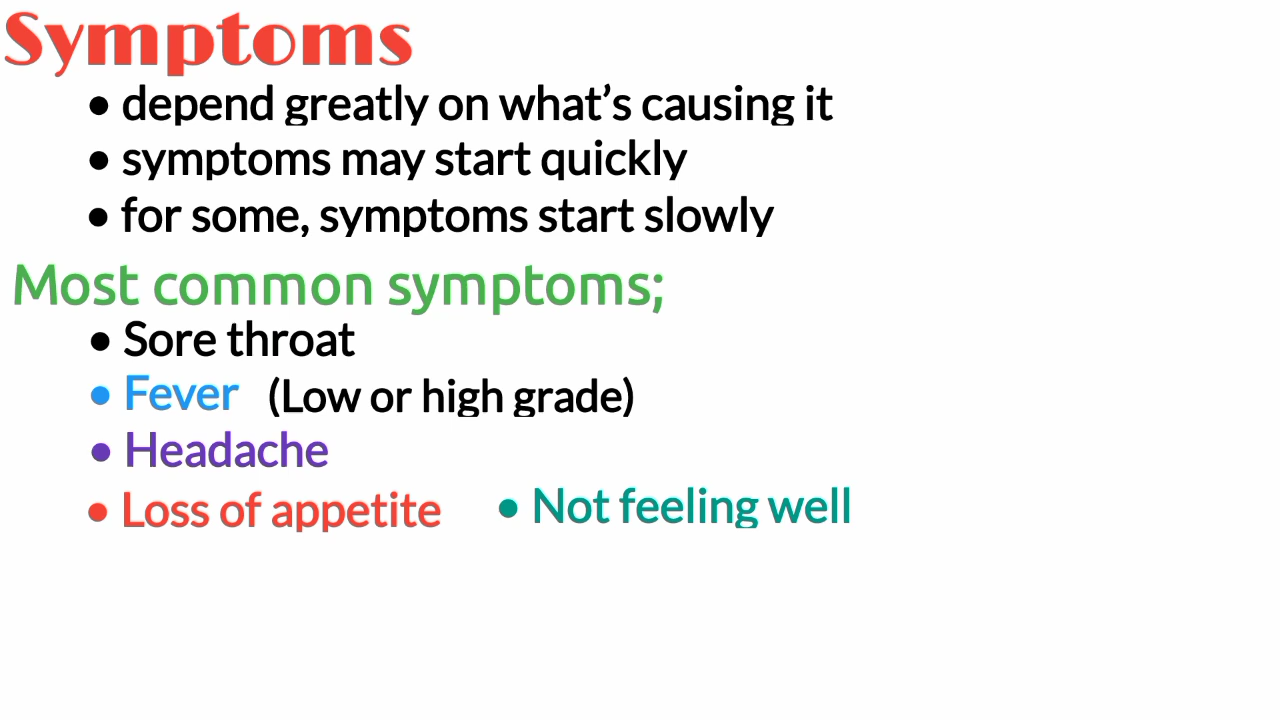 Symptoms
• depend greatly on what’s causing it
• symptoms may start quickly
• for some, symptoms start slowly
Most common symptoms;
• Sore throat
• Fever (Low or high grade)
• Headache
• Loss of appetite • Not feeling well